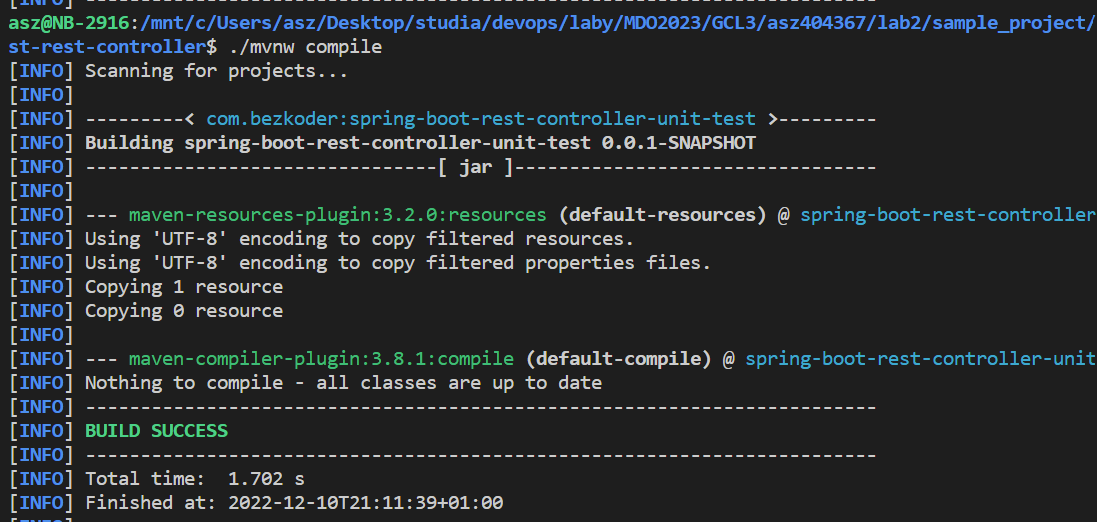 asz@NB-2916:/mnt/c/Users/asz/Desktop/studia/devops/laby/MDO2023/GCL3/asz404367/lab2/sample_project/
st-rest-controller$ ./mvnw compile
[INFO] Scanning for projects...
[INFO]
[INFO] ---------< com.bezkoder:spring-boot-rest-controller-unit-test >---------
[INFO] Building spring-boot-rest-controller-unit-test 0.0.1-SNAPSHOT
[INFO] --------------------------------[ jar ]---------------------------------
[INFO]
[INFO] --- maven-resources-plugin:3.2.0:resources (default-resources) @ spring-boot-rest-controller
[INFO] Using 'UTF-8' encoding to copy filtered resources.
[INFO] Using 'UTF-8' encoding to copy filtered properties files.
[INFO] Copying 1 resource
[INFO] Copying 0 resource
[INFO]
[INFO] --- maven-compiler-plugin:3.8.1:compile (default-compile) @ spring-boot-rest-controller-unit
[INFO] Nothing to compile - all classes are up to date
[INFO] ------------------------------------------------------------------------
[INFO] BUILD SUCCESS
[INFO] ------------------------------------------------------------------------
[INFO] Total time:  1.702 s
[INFO] Finished at: 2022-12-10T21:11:39+01:00